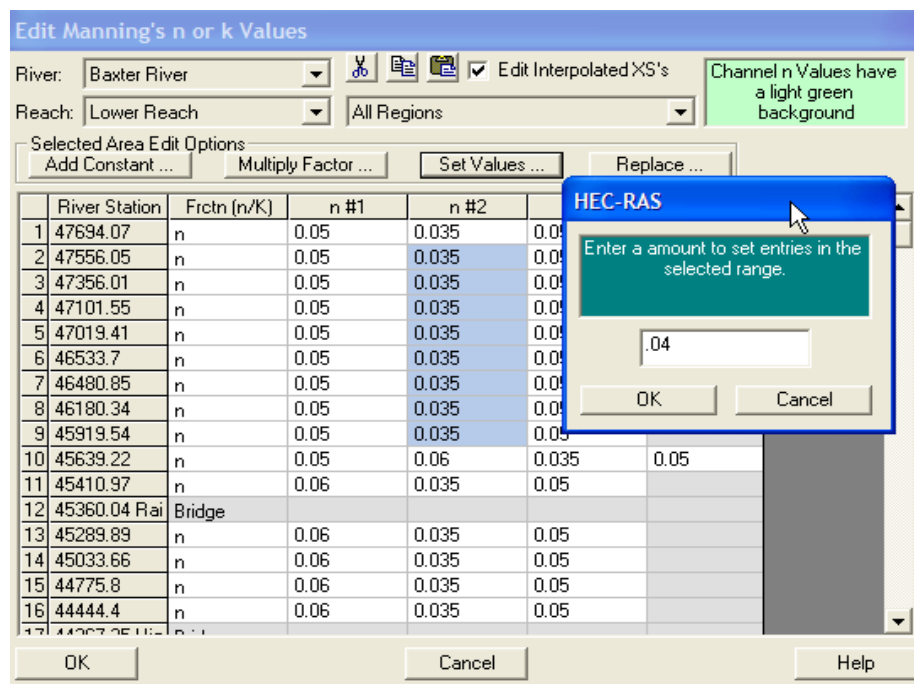 Edit Manning's n or k Values
River: Baxter River Edit Interpolated XS's Channel n Values have
a light green
background
Reach: Lower Reach All Regions
Selected Area Edit Options
Add Constant ... Multiply Factor ... Set Values ... Replace ...
River Station Frctn (n/K) n #1 n #2
HEC-RAS
Enter a amount to set entries in the
selected range.
.04
OK Cancel
1 47694.07 n 0.05 0.035
2 47556.05 n 0.05 0.035
3 47356.01 n 0.05 0.035
4 47101.55 n 0.05 0.035
5 47019.41 n 0.05 0.035
6 46533.7 n 0.05 0.035
7 46480.85 n 0.05 0.035
8 46180.34 n 0.05 0.035
9 45919.54 n 0.05 0.035 0.05
10 45639.22 n 0.05 0.06 0.035 0.05
11 45410.97 n 0.06 0.035 0.05
12 45360.04 Rai Bridge
13 45289.89 n 0.06 0.035 0.05
14 45033.66 n 0.06 0.035 0.05
15 44775.8 n 0.06 0.035 0.05
16 44444.4 n 0.06 0.035 0.05
OK Cancel Help